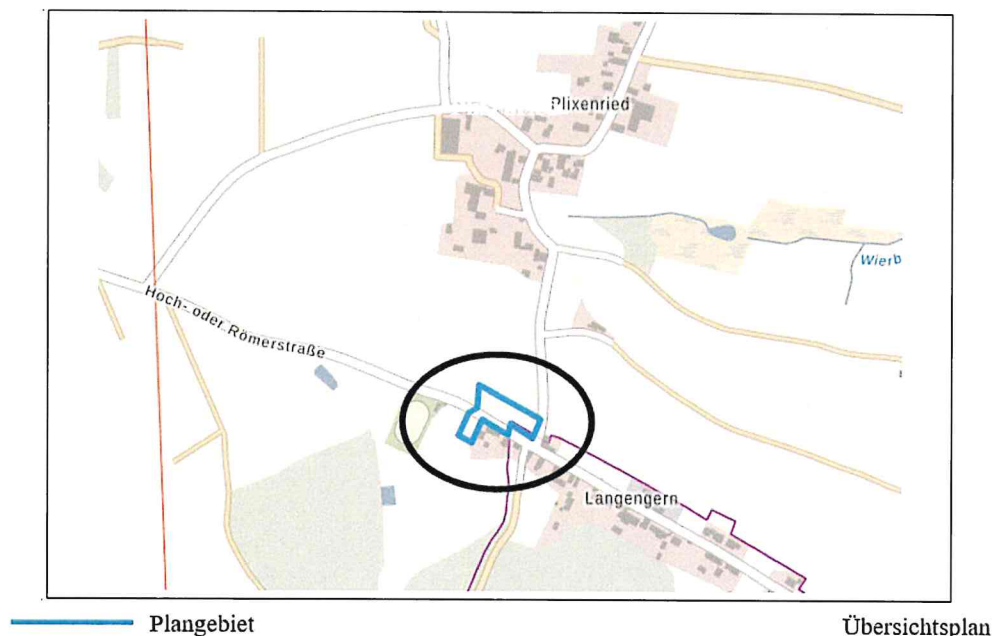 Plixenried
Wierb
Hoch- oder Römerstraße
Langengern
Plangebiet
Übersichtsplan